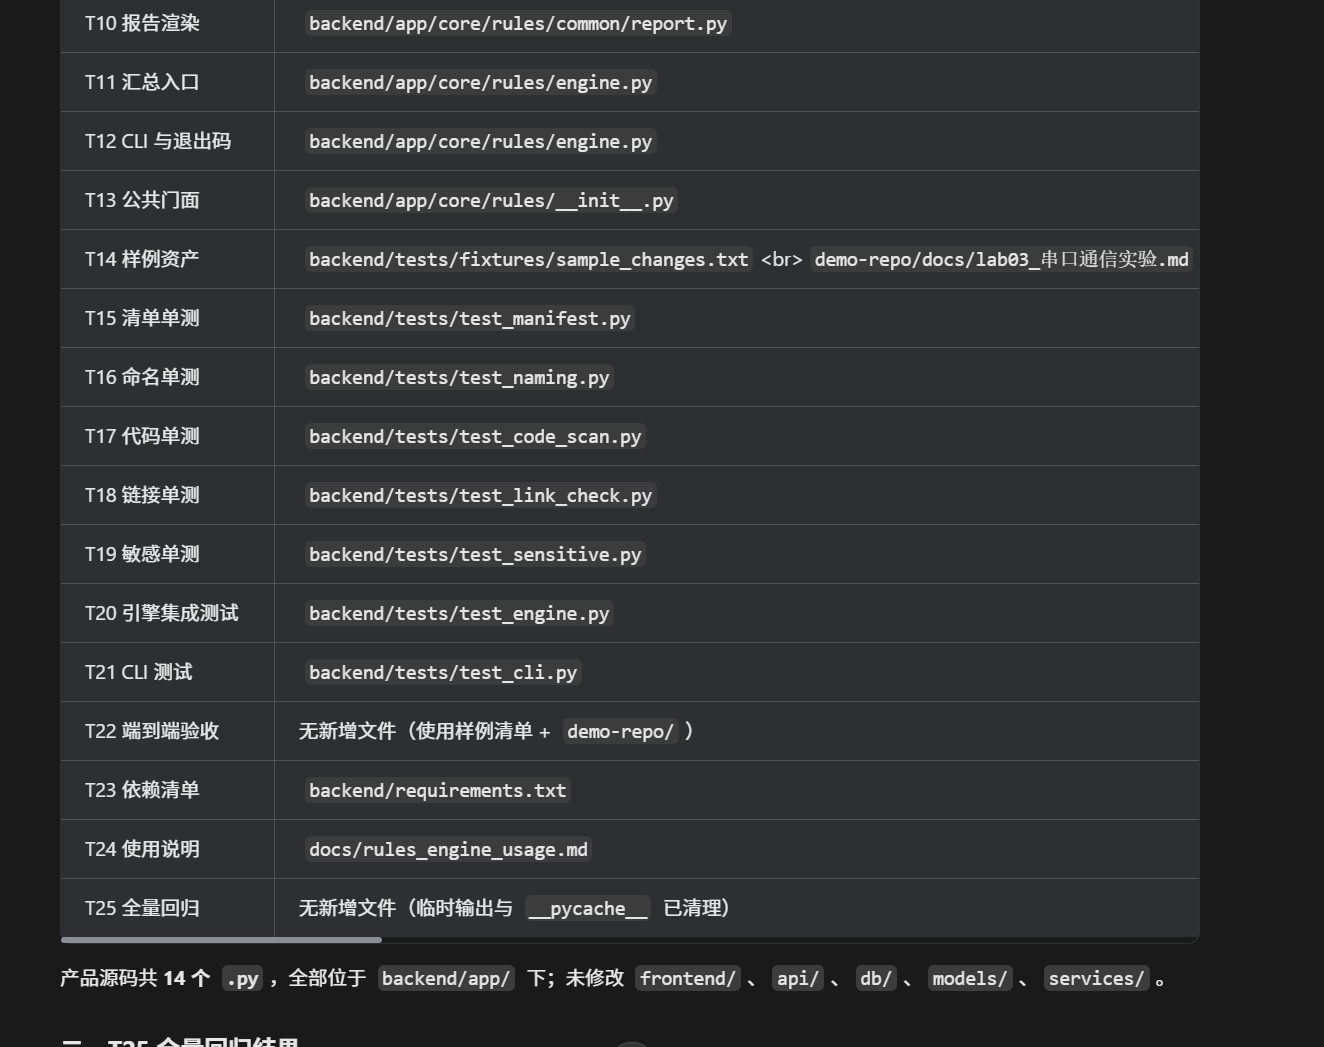 T10 报告渲染 backend/app/core/rules/common/report.py
T11 汇总入口 backend/app/core/rules/engine.py
T12 CLI 与退出码 backend/app/core/rules/engine.py
T13 公共门面 backend/app/core/rules/__init__.py
T14 样例资产 backend/tests/fixtures/sample_changes.txt <br> demo-repo/docs/lab03_串口通信实验.md
T15 清单单测 backend/tests/test_manifest.py
T16 命名单测 backend/tests/test_naming.py
T17 代码单测 backend/tests/test_code_scan.py
T18 链接单测 backend/tests/test_link_check.py
T19 敏感单测 backend/tests/test_sensitive.py
T20 引擎集成测试 backend/tests/test_engine.py
T21 CLI 测试 backend/tests/test_cli.py
T22 端到端验收 无新增文件（使用样例清单 + demo-repo/ ）
T23 依赖清单 backend/requirements.txt
T24 使用说明 docs/rules_engine_usage.md
T25 全量回归 无新增文件（临时输出与 __pycache__ 已清理）
产品源码共 14 个 .py ，全部位于 backend/app/ 下；未修改 frontend/ 、 api/ 、 db/ 、 models/ 、 services/ 。
T25 全量回归结果